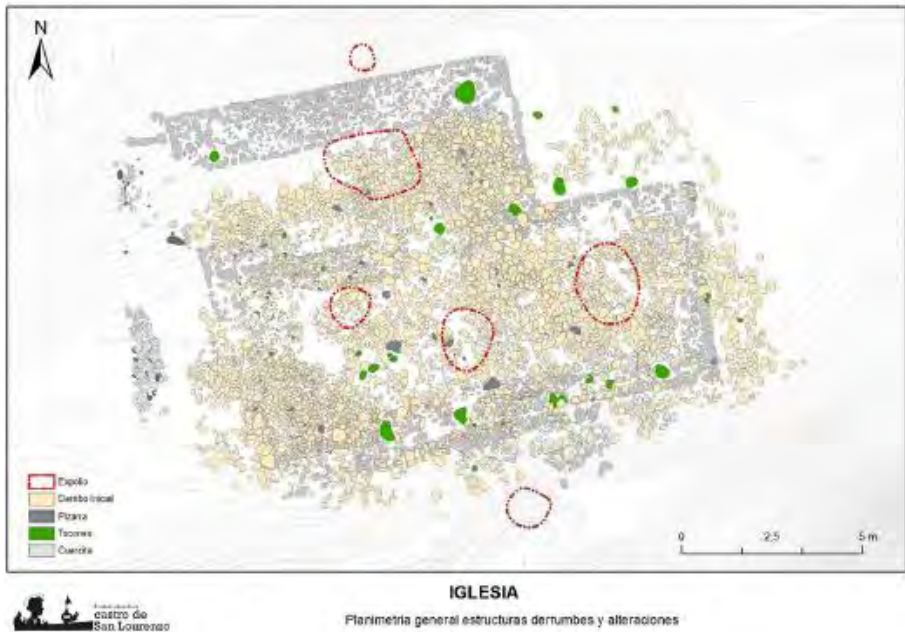 N
Expolio
Derribo Inicial
Pizarra
Tocones
Cuarcita
0 2,5 5 m
IGLESIA
Planimetría general estructuras derrumbes y alteraciones
castro de
San Lourenzo